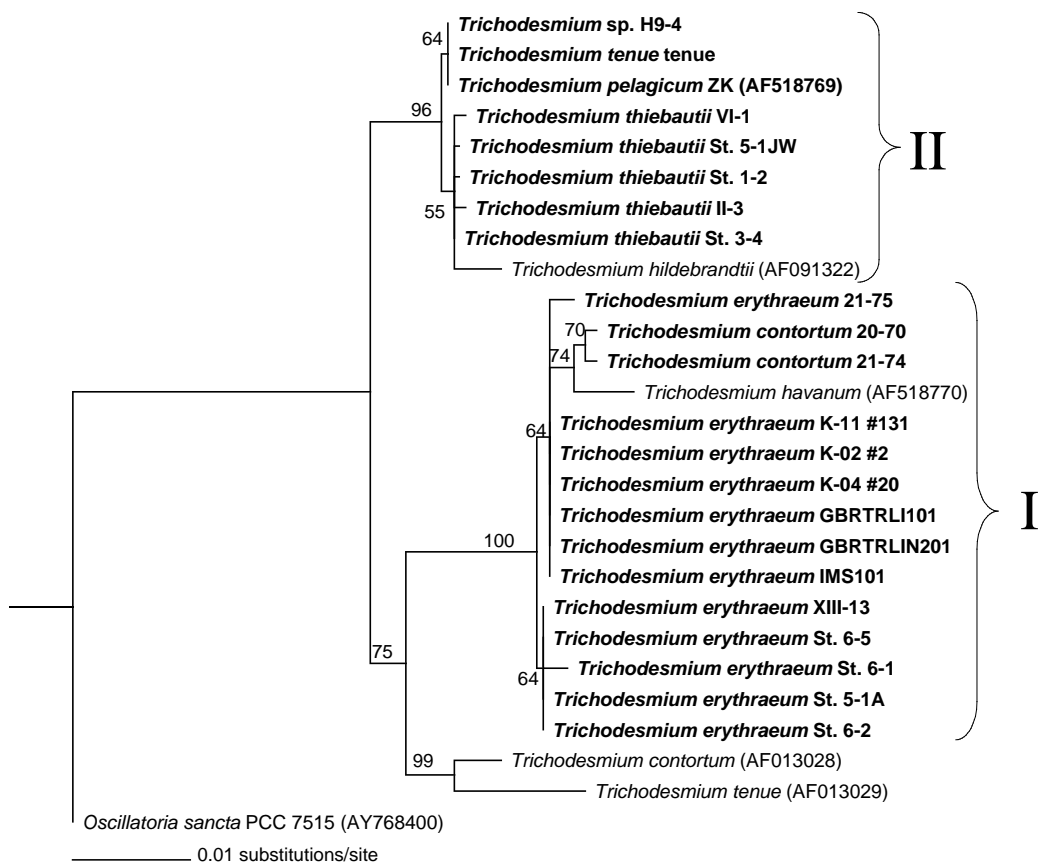 Trichodesmium sp. H9-4
64
Trichodesmium tenue tenue
Trichodesmium pelagicum ZK (AF518769)
96
Trichodesmium thiebautii VI-1
Trichodesmium thiebautii St. 5-1JW
II
Trichodesmium thiebautii St. 1-2
55
Trichodesmium thiebautii II-3
Trichodesmium thiebautii St. 3-4
Trichodesmium hildebrandtii (AF091322)
Trichodesmium erythraeum 21-75
70
Trichodesmium contortum 20-70
74
Trichodesmium contortum 21-74
Trichodesmium havanum (AF518770)
64
Trichodesmium erythraeum K-11 #131
Trichodesmium erythraeum K-02 #2
Trichodesmium erythraeum K-04 #20
Trichodesmium erythraeum GBRTRLI101
I
100
Trichodesmium erythraeum GBRTRLIN201
Trichodesmium erythraeum IMS101
Trichodesmium erythraeum XIII-13
Trichodesmium erythraeum St. 6-5
75
Trichodesmium erythraeum St. 6-1
64
Trichodesmium erythraeum St. 5-1A
Trichodesmium erythraeum St. 6-2
99
Trichodesmium contortum (AF013028)
Trichodesmium tenue (AF013029)
Oscillatoria sancta PCC 7515 (AY768400)
0.01 substitutions/site